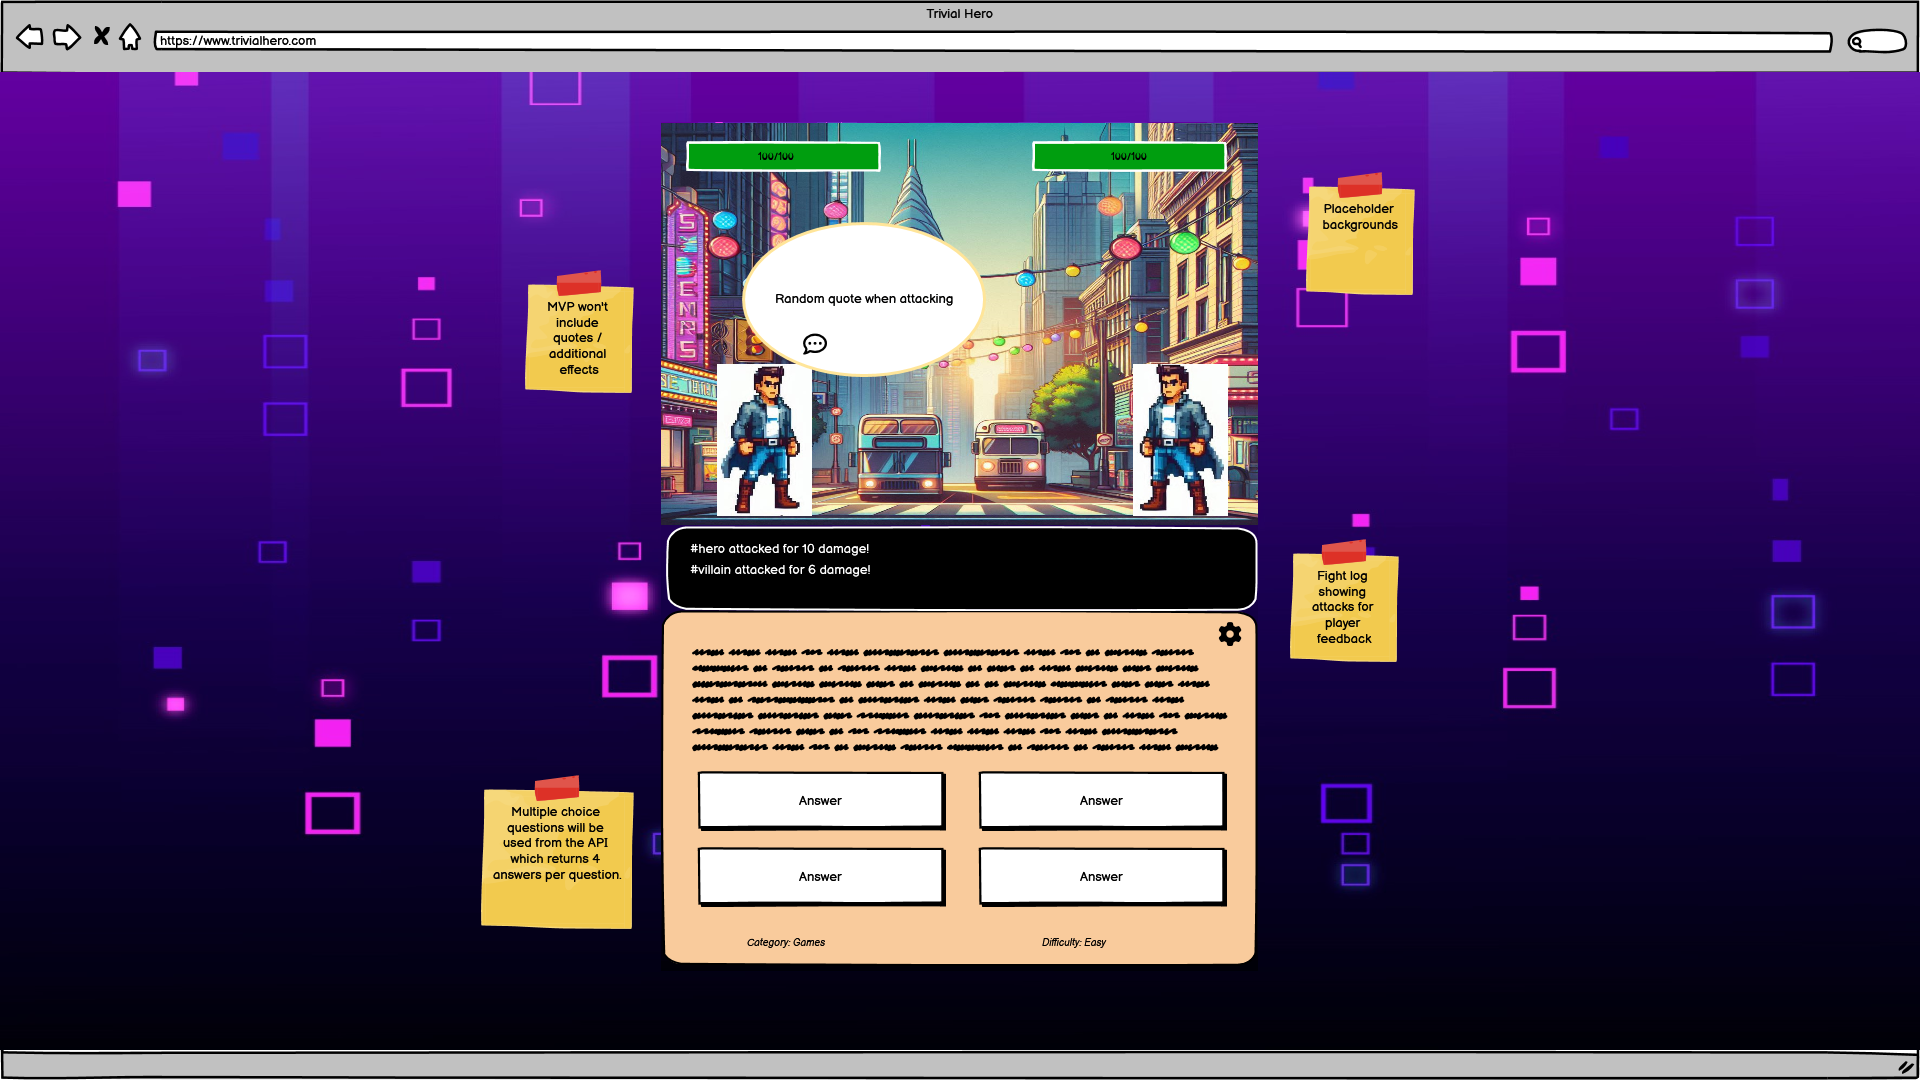 Trivial Hero
https://www.trivialhero.com
100/100
100/100
Placeholder
backgrounds
MVP won't
include
quotes /
additional
effects
Random quote when attacking
#hero attacked for 10 damage!
#villain attacked for 6 damage!
Fight log
showing
attacks for
player
feedback
Multiple choice
questions will be
used from the API
which returns 4
answers per question.
Answer
Answer
Answer
Answer
Category: Games
Difficulty: Easy